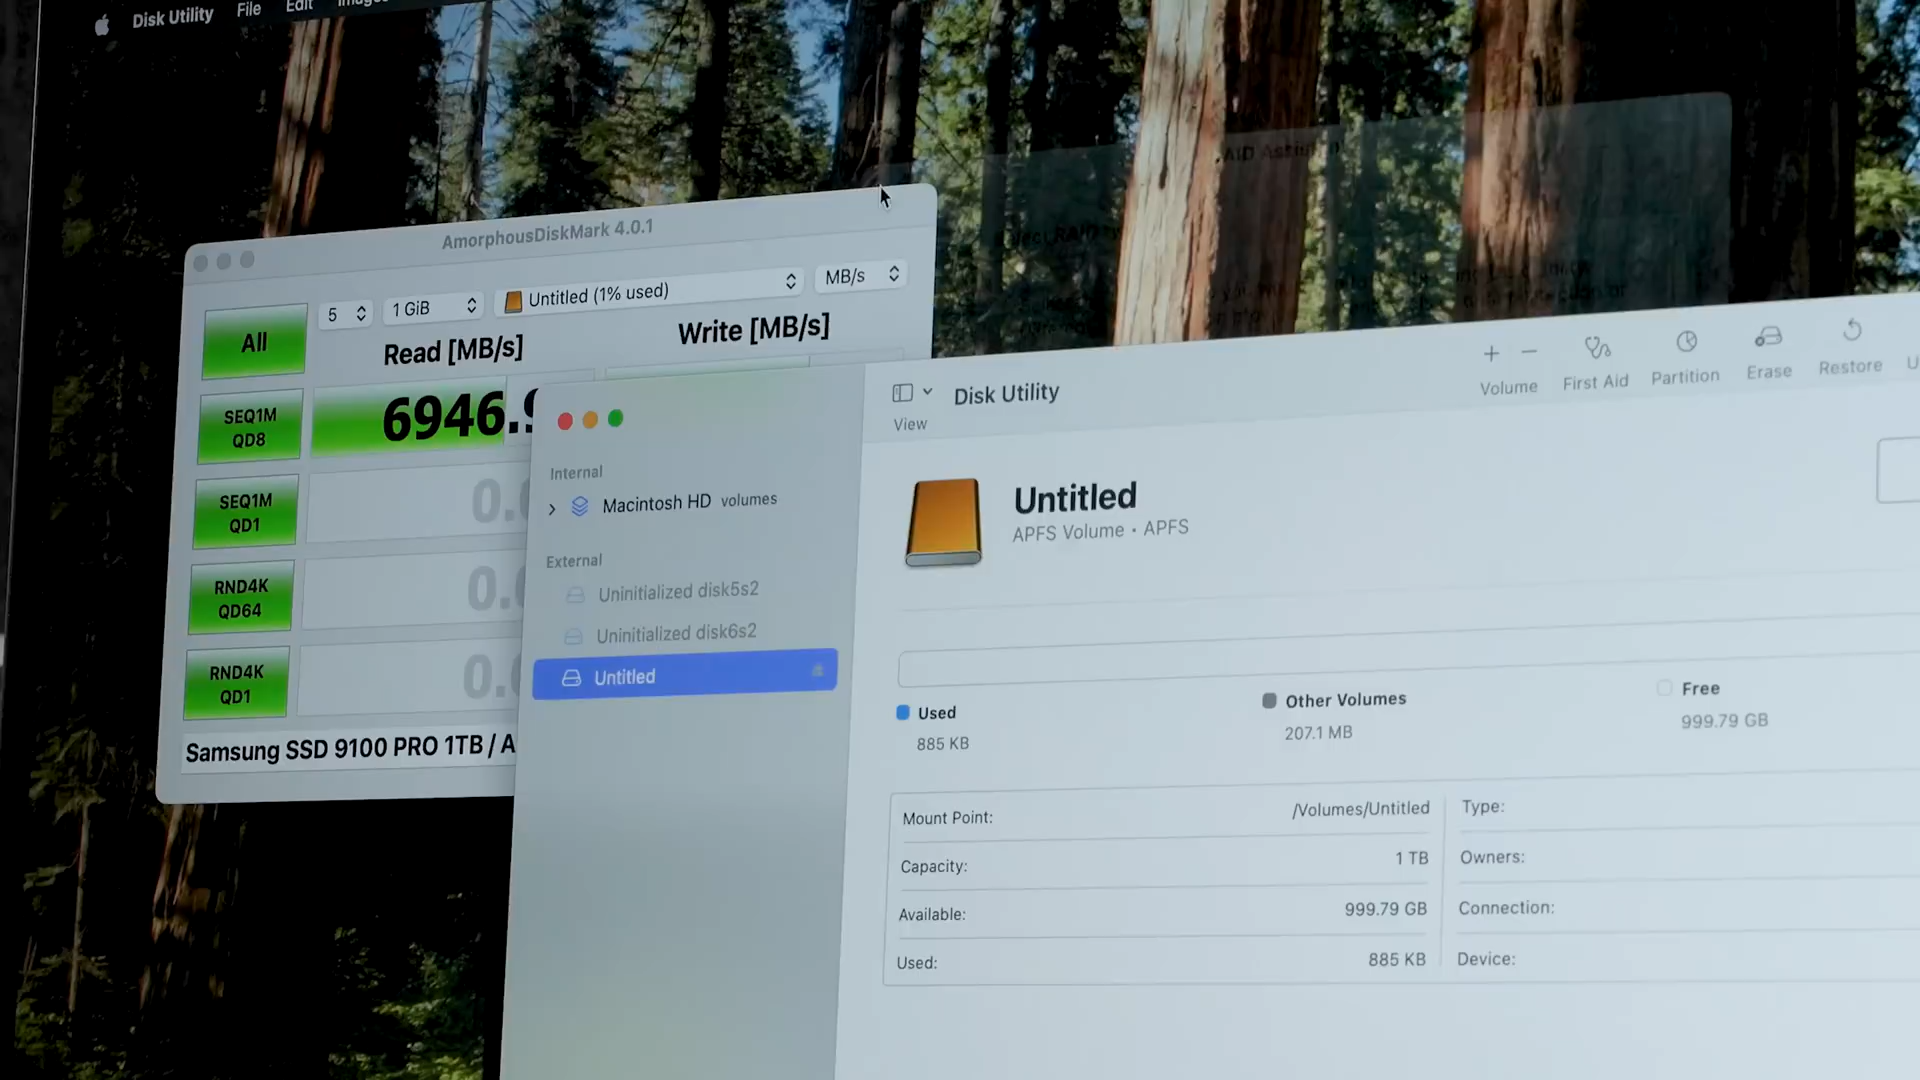 Disk Utility File Edit Images
AmorphousDiskMark 4.0.1
All 5 1 GiB Untitled (1% used) MB/s
Read [MB/s] Write [MB/s]
SEQ1M
QD8
6946.9
SEQ1M
QD1
RND4K
QD64
RND4K
QD1
Samsung SSD 9100 PRO 1TB / A
Internal
Macintosh HD volumes
External
Uninitialized disk5s2
Uninitialized disk6s2
Untitled
View
Disk Utility
Volume First Aid Partition Erase Restore
Untitled
APFS Volume • APFS
Used
885 KB
Other Volumes
207.1 MB
Free
999.79 GB
Mount Point: /Volumes/Untitled
Capacity: 1 TB
Available: 999.79 GB
Used: 885 KB
Type:
Owners:
Connection:
Device: